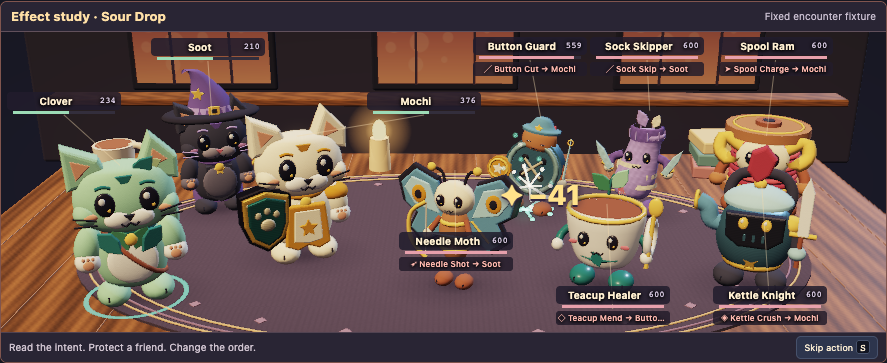 Effect study · Sour Drop
Fixed encounter fixture
Soot 210
Button Guard 559
Button Cut → Mochi
Sock Skipper 600
Sock Skip → Soot
Spool Ram 600
Spool Charge → Mochi
Clover 234
Mochi 376
−41
Needle Moth 600
Needle Shot → Soot
Teacup Healer 600
Teacup Mend → Butto...
Kettle Knight 600
Kettle Crush → Mochi
Read the intent. Protect a friend. Change the order.
Skip action S